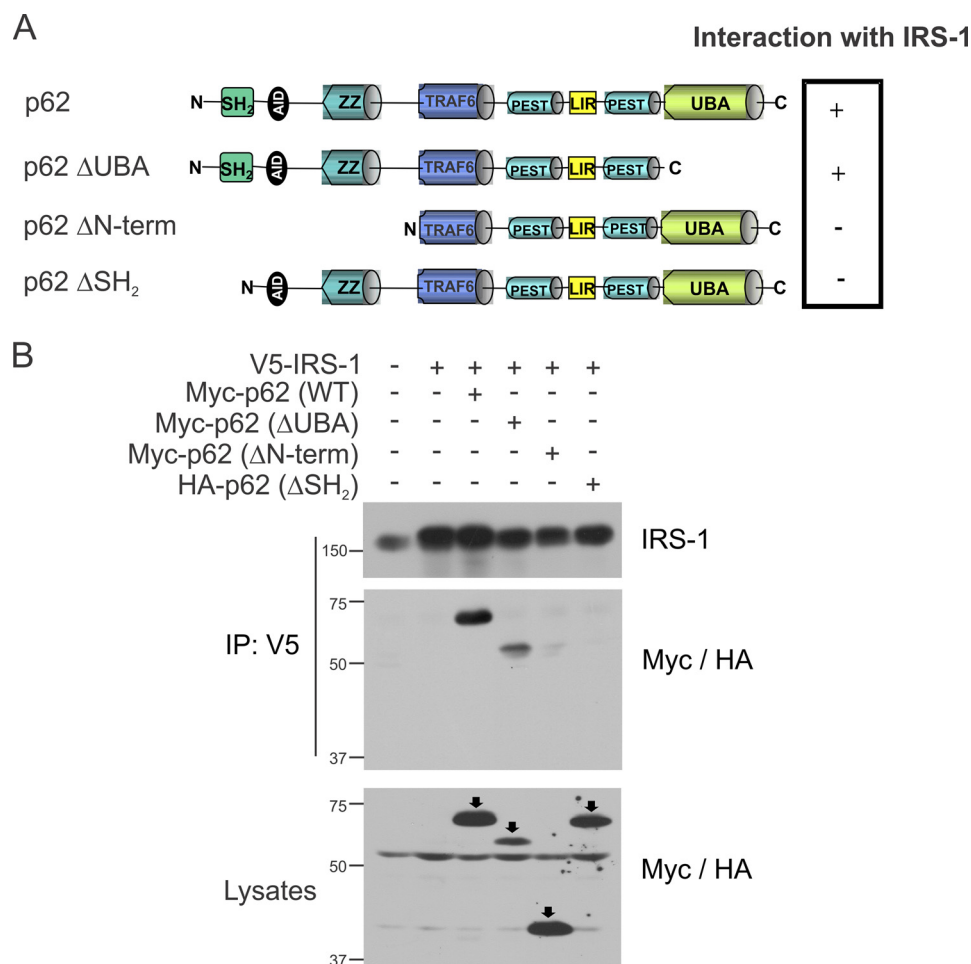 A
Interaction with IRS-1
p62 N SH2 AID ZZ TRAF6 PEST LIR PEST UBA C +
p62 ΔUBA N SH2 AID ZZ TRAF6 PEST LIR PEST C +
p62 ΔN-term N TRAF6 PEST LIR PEST UBA C -
p62 ΔSH2 N AID ZZ TRAF6 PEST LIR PEST UBA C -
B
V5-IRS-1 - + + + + +
Myc-p62 (WT) - - + - - -
Myc-p62 (ΔUBA) - - - + - -
Myc-p62 (ΔN-term) - - - - + -
HA-p62 (ΔSH2) - - - - - +
150 IRS-1
75
IP: V5
50 Myc / HA
37
75
50 Myc / HA
Lysates
37